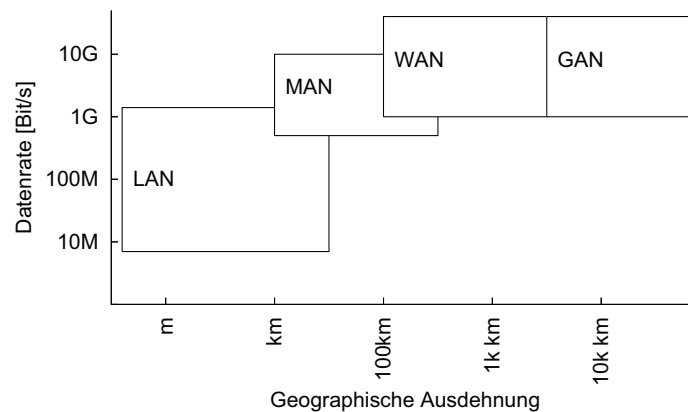 Datenrate [Bit/s]
10G
1G
100M
10M
LAN
MAN
WAN
GAN
m
km
100km
1k km
10k km
Geographische Ausdehnung